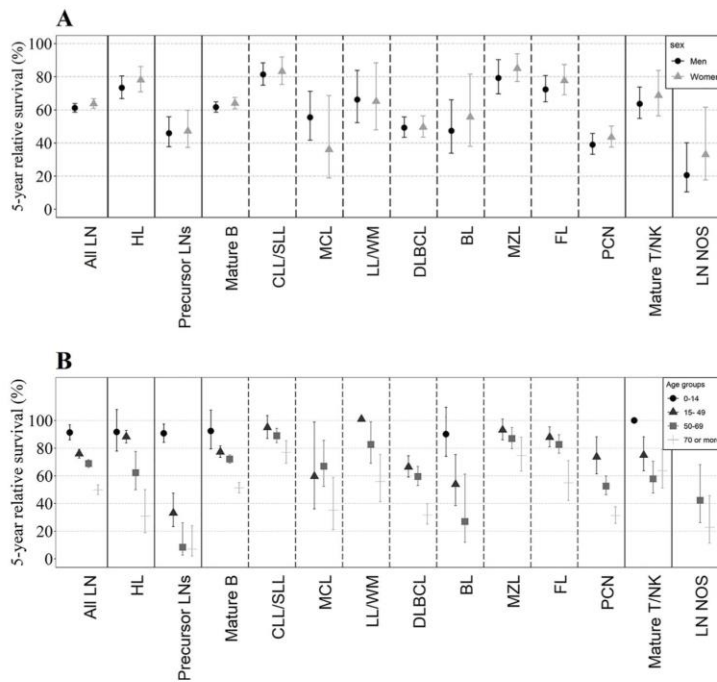 A
5-year relative survival (%)
100
80
60
40
20
0
sex
Men
Women
All LN
HL
Precursor LNs
Mature B
CLL/SLL
MCL
LL/WM
DLBCL
BL
MZL
FL
PCN
Mature T/NK
LN NOS
B
5-year relative survival (%)
100
80
60
40
20
0
Age groups
0-14
15- 49
50-69
70 or more
All LN
HL
Precursor LNs
Mature B
CLL/SLL
MCL
LL/WM
DLBCL
BL
MZL
FL
PCN
Mature T/NK
LN NOS